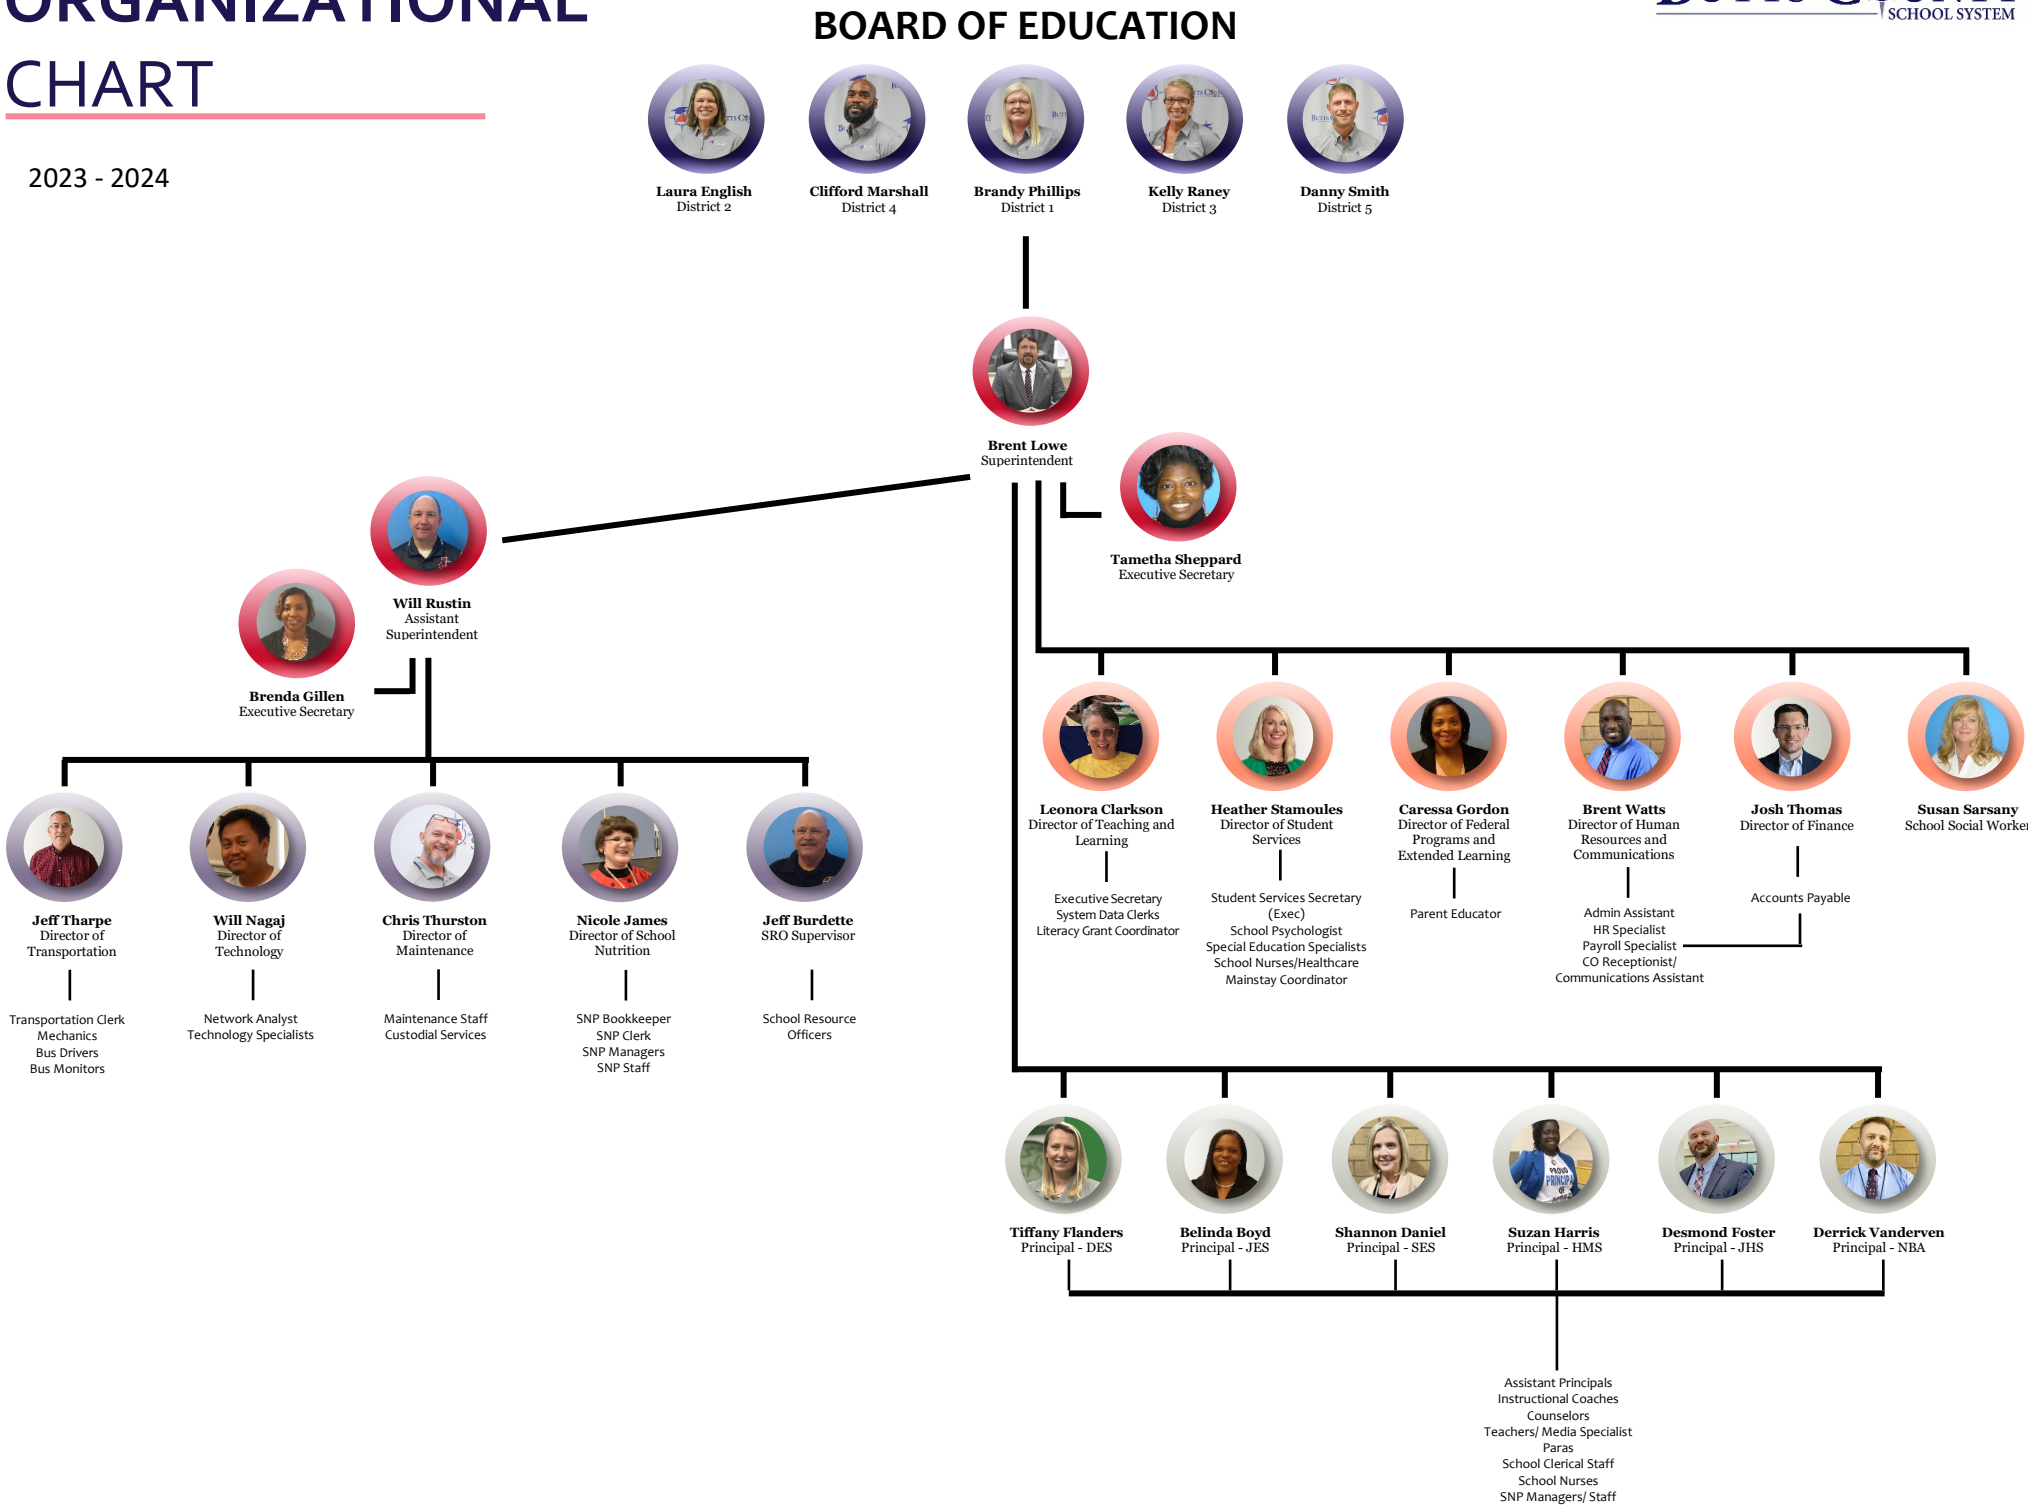 ORGANIZATIONAL
CHART
2023 - 2024
BOARD OF EDUCATION
BUTTS COUNTY
SCHOOL SYSTEM
Laura English
District 2
Clifford Marshall
District 4
Brandy Phillips
District 1
Kelly Raney
District 3
Danny Smith
District 5
Brent Lowe
Superintendent
Tametha Sheppard
Executive Secretary
Will Rustin
Assistant
Superintendent
Brenda Gillen
Executive Secretary
Jeff Tharpe
Director of
Transportation
Transportation Clerk
Mechanics
Bus Drivers
Bus Monitors
Will Nagaj
Director of
Technology
Network Analyst
Technology Specialists
Chris Thurston
Director of
Maintenance
Maintenance Staff
Custodial Services
Nicole James
Director of School
Nutrition
SNP Bookkeeper
SNP Clerk
SNP Managers
SNP Staff
Jeff Burdette
SRO Supervisor
School Resource
Officers
Leonora Clarkson
Director of Teaching and
Learning
Executive Secretary
System Data Clerks
Literacy Grant Coordinator
Heather Stamoules
Director of Student
Services
Student Services Secretary
(Exec)
School Psychologist
Special Education Specialists
School Nurses/Healthcare
Mainstay Coordinator
Caressa Gordon
Director of Federal
Programs and
Extended Learning
Parent Educator
Brent Watts
Director of Human
Resources and
Communications
Admin Assistant
HR Specialist
Payroll Specialist
CO Receptionist/
Communications Assistant
Josh Thomas
Director of Finance
Accounts Payable
Susan Sarsany
School Social Worker
Tiffany Flanders
Principal - DES
Belinda Boyd
Principal - JES
Shannon Daniel
Principal - SES
PROUD
PRINCIPAL
OF
Suzan Harris
Principal - HMS
Desmond Foster
Principal - JHS
Derrick Vanderven
Principal - NBA
Assistant Principals
Instructional Coaches
Counselors
Teachers/ Media Specialist
Paras
School Clerical Staff
School Nurses
SNP Managers/ Staff